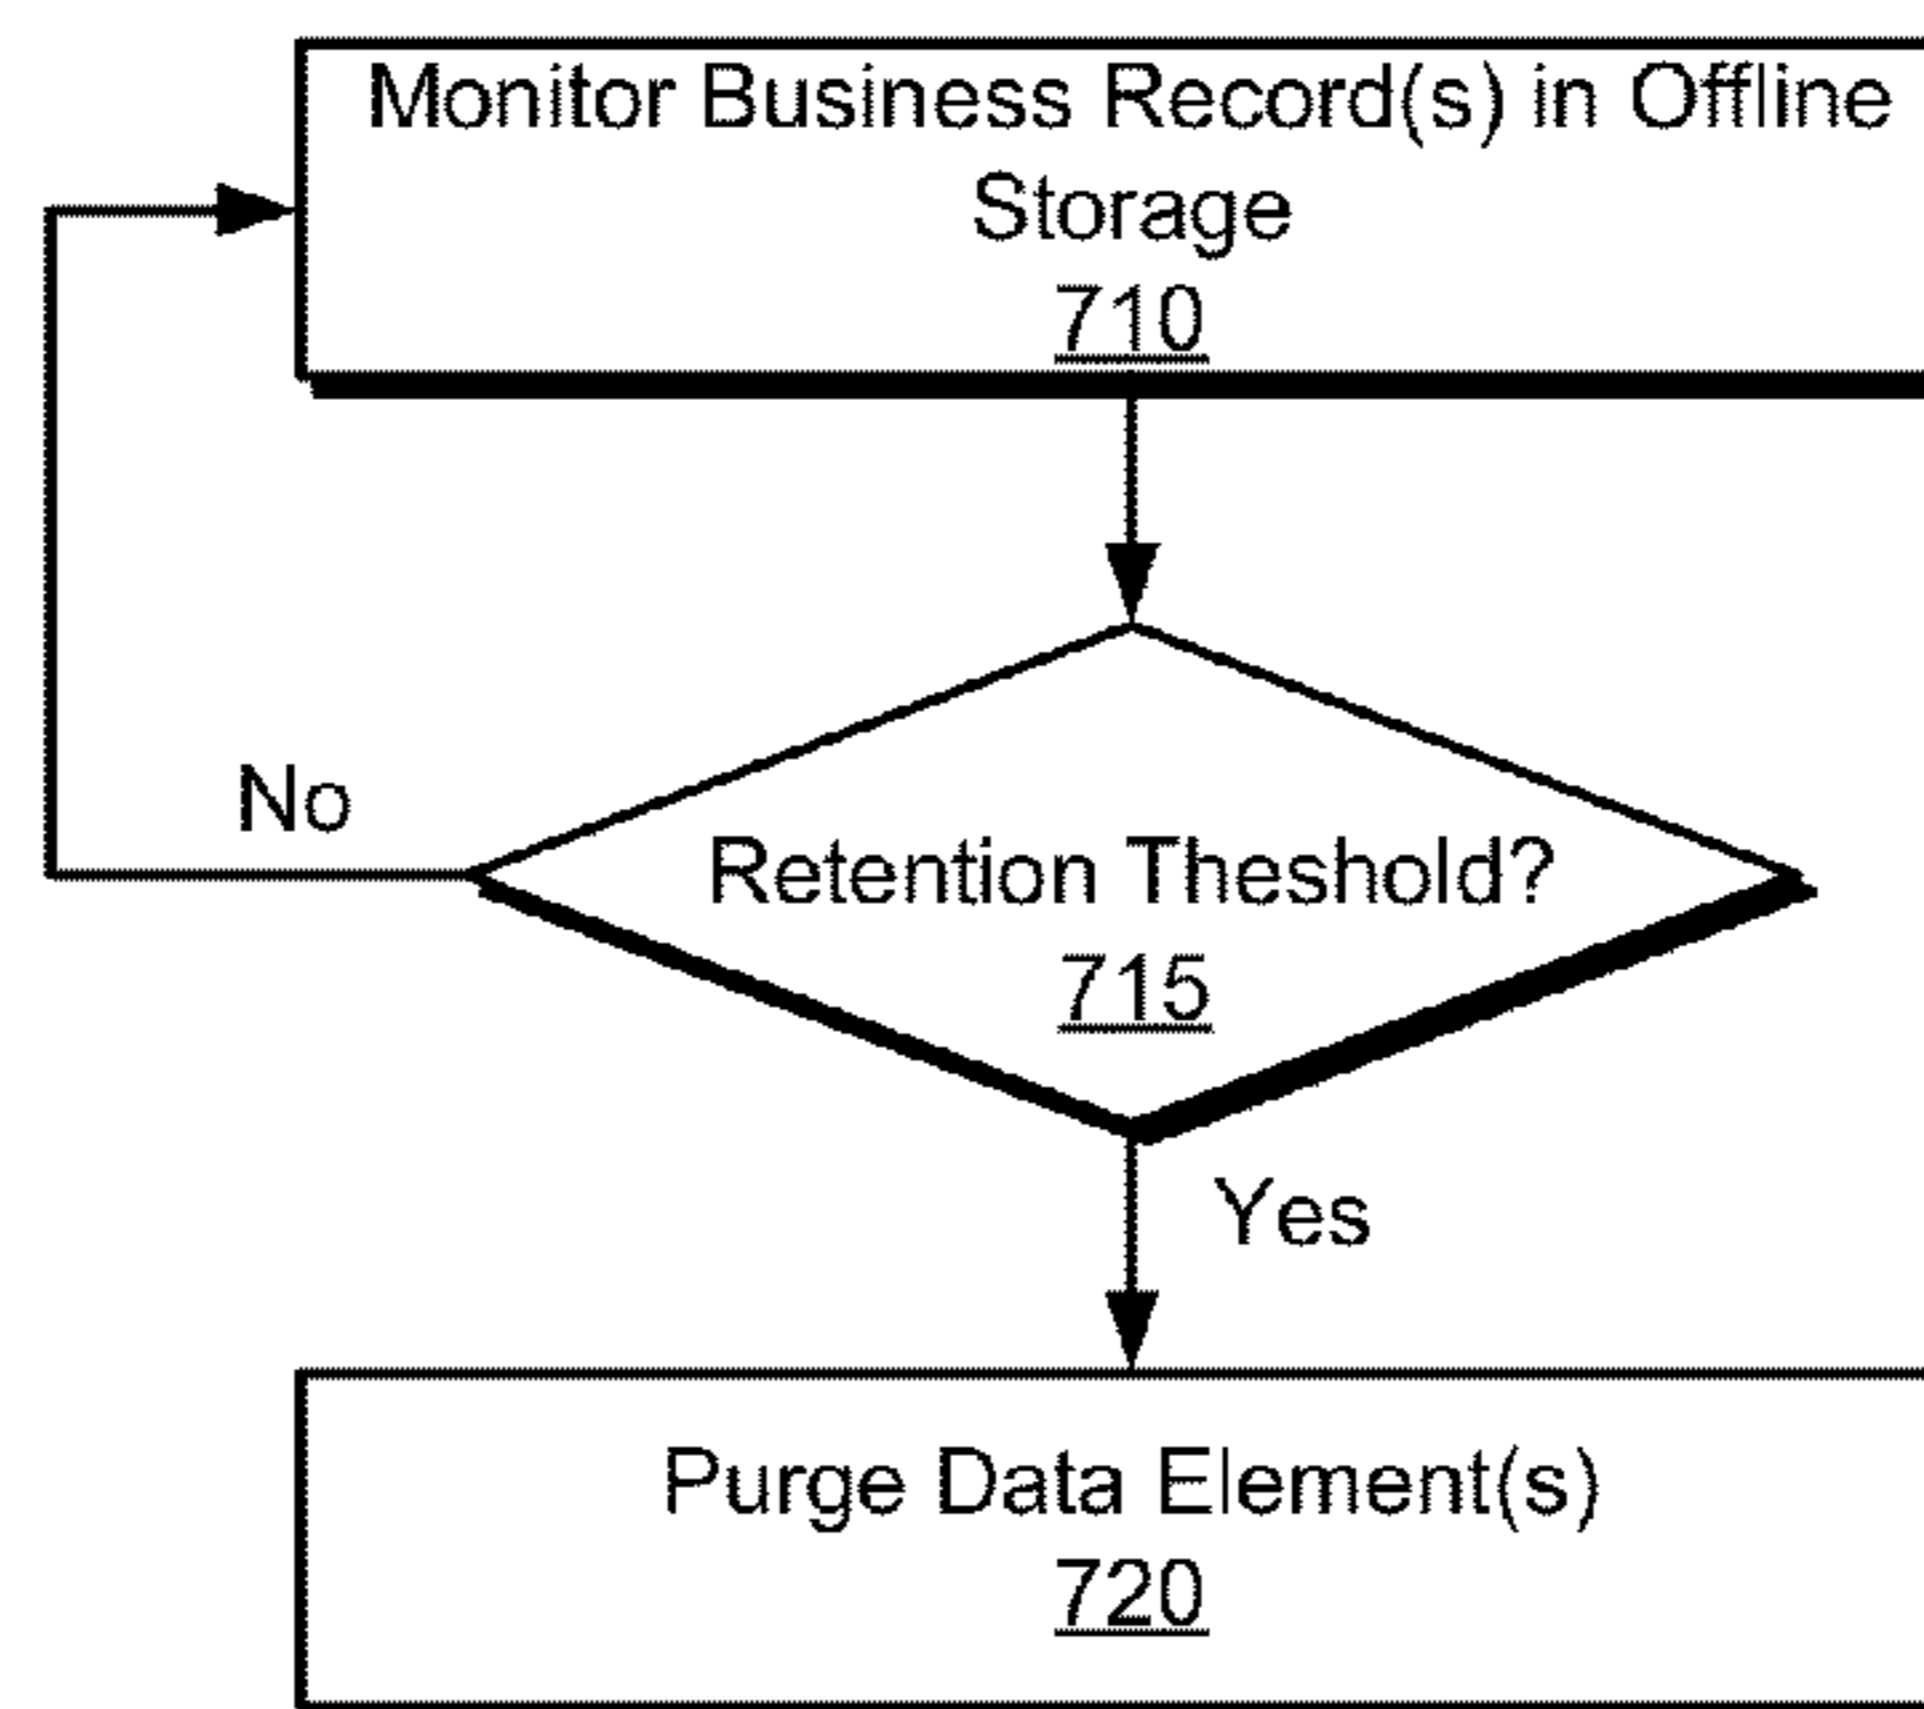 Monitor Business Record(s) in Offline
Storage
710
No
Retention Theshold?
715
Yes
Purge Data Element(s)
720